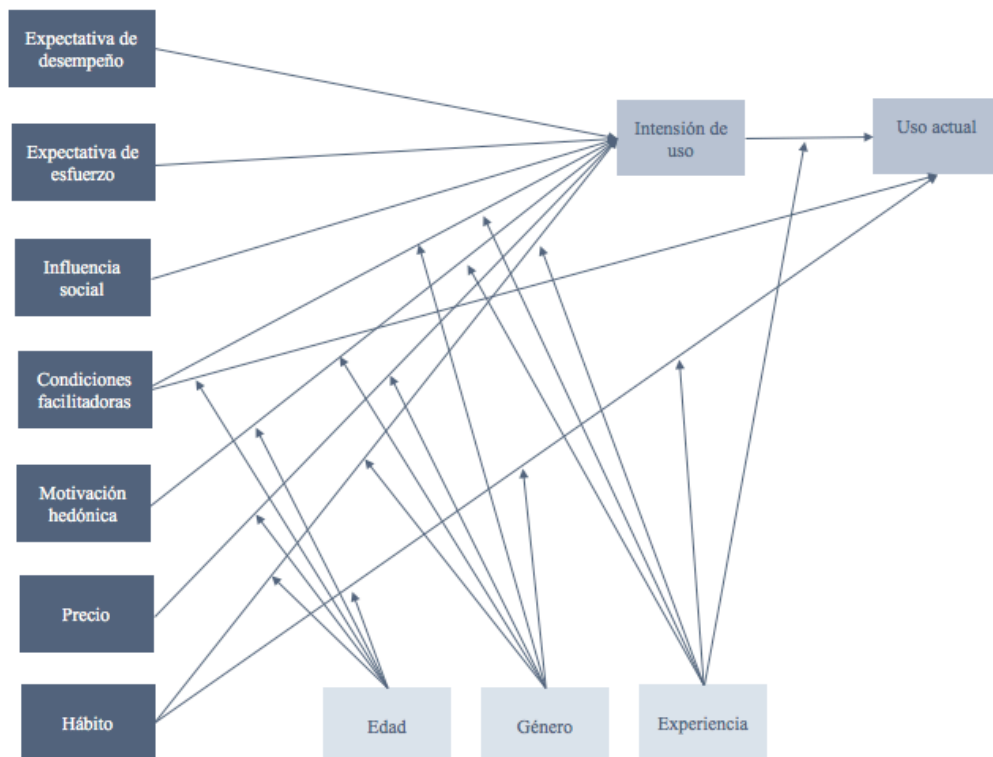 Expectativa de
desempeño
Expectativa de
esfuerzo
Influencia
social
Condiciones
facilitadoras
Motivación
hedónica
Precio
Hábito
Intensión de
uso
Uso actual
Edad
Género
Experiencia